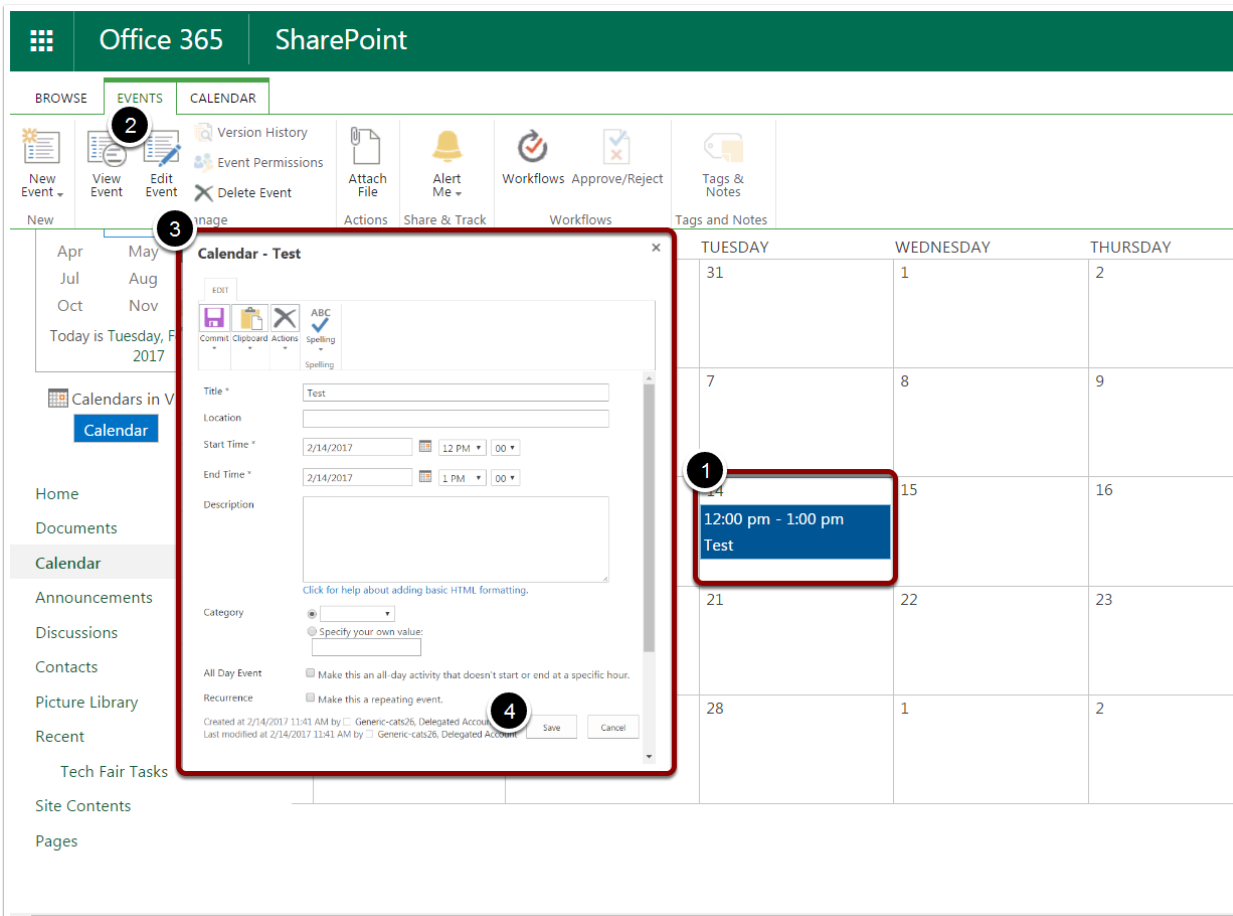 Office 365 SharePoint
BROWSE EVENTS CALENDAR
2
New Event
View Event
Edit Event
Version History
Event Permissions
Delete Event
Attach File
Alert Me
Workflows
Approve/Reject
Tags & Notes
New
Actions
Share & Track
Workflows
Tags and Notes
3
Apr May
Jul Aug
Oct Nov
Today is Tuesday,
2017
Calendars in V
Calendar
Home
Documents
Calendar
Announcements
Discussions
Contacts
Picture Library
Recent
Tech Fair Tasks
Site Contents
Pages
Calendar - Test
EDIT
Commit
Clipboard
Actions
ABC
Spelling
Spelling
Title * Test
Location
Start Time * 2/14/2017 12 PM 00
End Time * 2/14/2017 1 PM 00
Description
Click for help about adding basic HTML formatting.
Category
Specify your own value:
All Day Event Make this an all-day activity that doesn't start or end at a specific hour.
Recurrence Make this a repeating event.
Created at 2/14/2017 11:41 AM by Generic-cats26, Delegated
Last modified at 2/14/2017 11:41 AM by Generic-cats26, Delegated Account
4
Save Cancel
TUESDAY WEDNESDAY THURSDAY
31 1 2
7 8 9
1
14 15 16
12:00 pm - 1:00 pm
Test
21 22 23
28 1 2